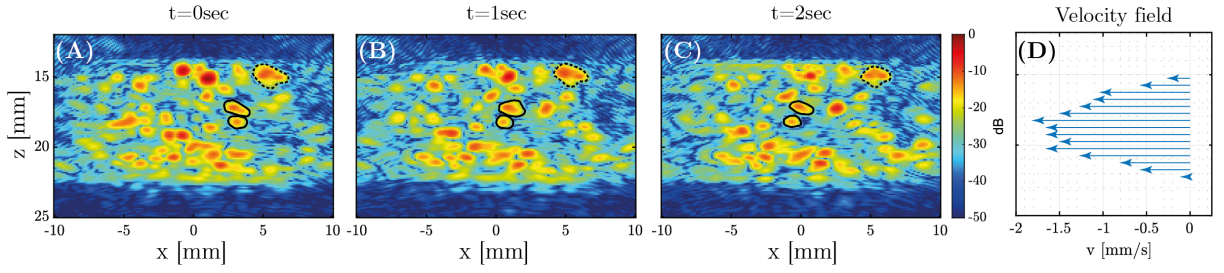 t=0sec
t=1sec
t=2sec
Velocity field
(A)
(B)
(C)
(D)
z [mm]
15
20
25
-10
-5
0
5
10
x [mm]
-10
-5
0
5
10
x [mm]
-10
-5
0
5
10
x [mm]
0
-10
-20
-30
-40
-50
dB
-2
-1.5
-1
-0.5
0
v [mm/s]